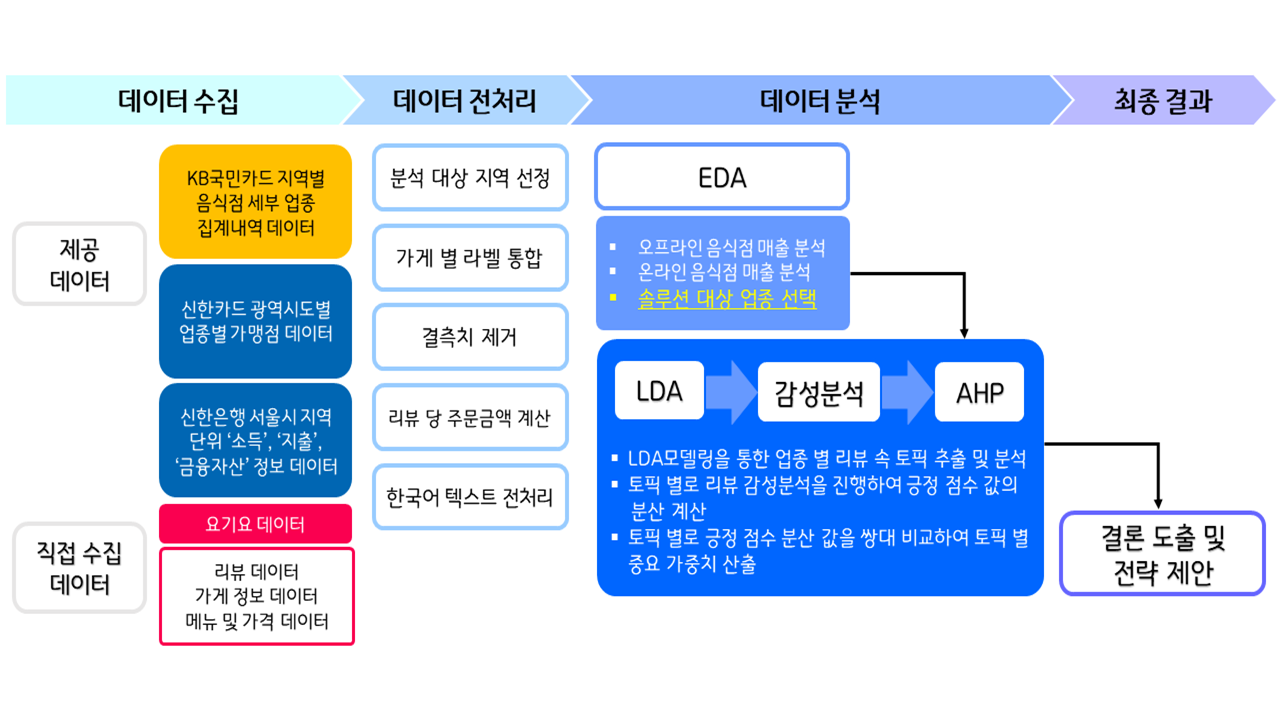 데이터 수집
데이터 전처리
데이터 분석
최종 결과
제공
데이터
KB국민카드 지역별
음식점 세부 업종
집계내역 데이터
신한카드 광역시도별
업종별 가맹점 데이터
신한은행 서울시 지역
단위 ‘소득’, ‘지출’,
‘금융자산’ 정보 데이터
직접 수집
데이터
요기요 데이터
리뷰 데이터
가게 정보 데이터
메뉴 및 가격 데이터
분석 대상 지역 선정
가게 별 라벨 통합
결측치 제거
리뷰 당 주문금액 계산
한국어 텍스트 전처리
EDA
▪ 오프라인 음식점 매출 분석
▪ 온라인 음식점 매출 분석
▪ 솔루션 대상 업종 선택
LDA
감성분석
AHP
▪ LDA모델링을 통한 업종 별 리뷰 속 토픽 추출 및 분석
▪ 토픽 별로 리뷰 감성분석을 진행하여 긍정 점수 값의
분산 계산
▪ 토픽 별로 긍정 점수 분산 값을 쌍대 비교하여 토픽 별
중요 가중치 산출
결론 도출 및
전략 제안